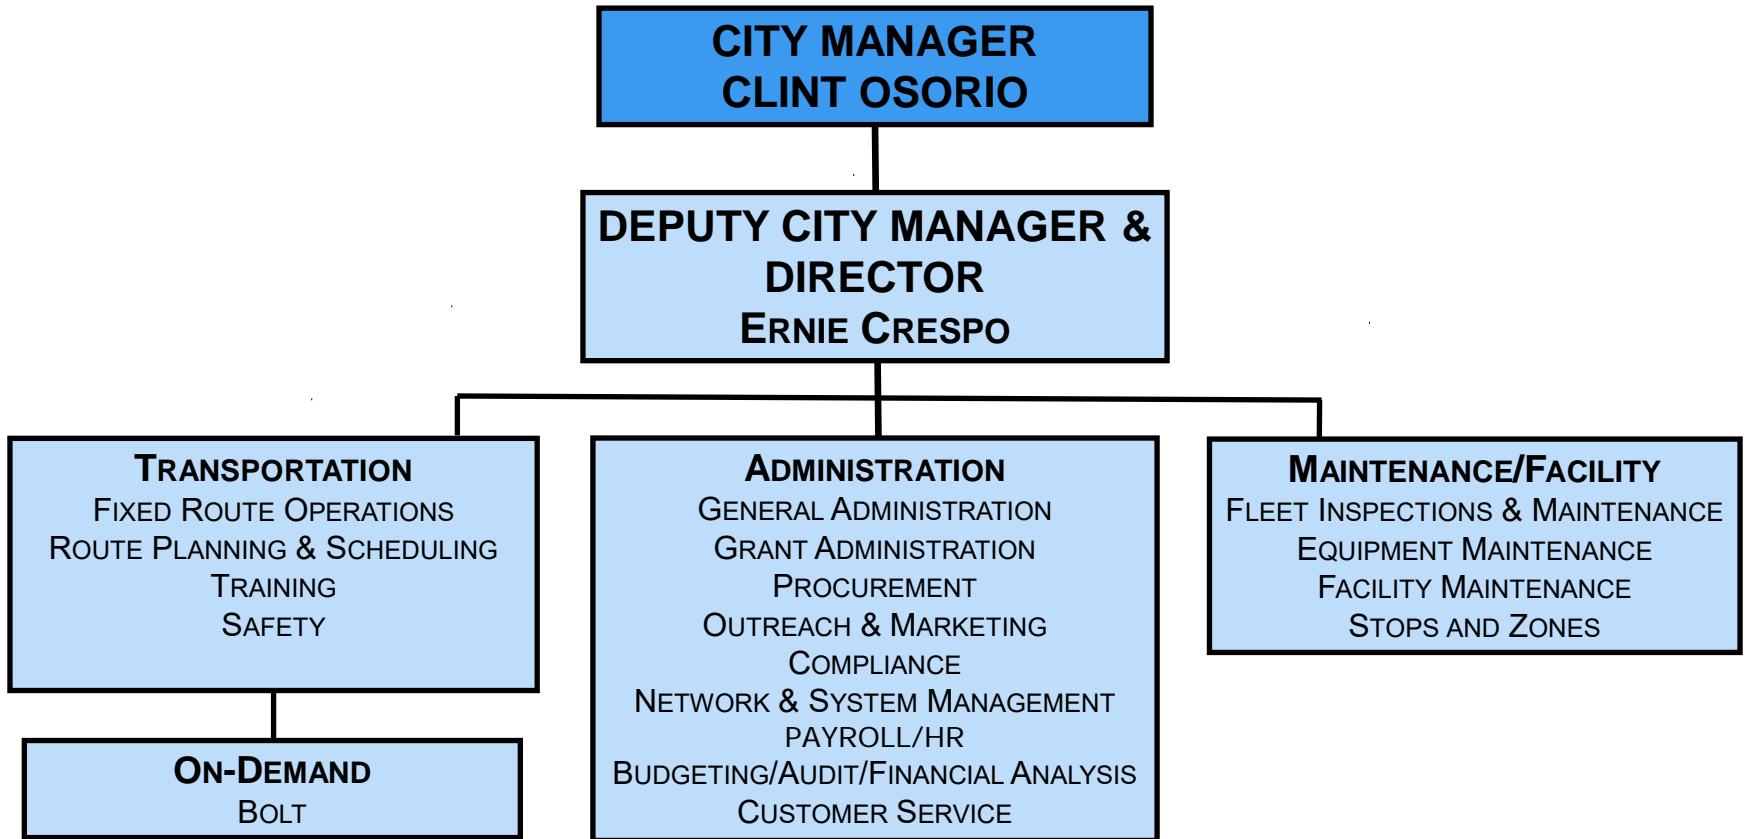 CITY MANAGER
CLINT OSORIO
DEPUTY CITY MANAGER &
DIRECTOR
ERNIE CRESPO
TRANSPORTATION
FIXED ROUTE OPERATIONS
ROUTE PLANNING & SCHEDULING
TRAINING
SAFETY
ON-DEMAND
BOLT
ADMINISTRATION
GENERAL ADMINISTRATION
GRANT ADMINISTRATION
PROCUREMENT
OUTREACH & MARKETING
COMPLIANCE
NETWORK & SYSTEM MANAGEMENT
PAYROLL/HR
BUDGETING/AUDIT/FINANCIAL ANALYSIS
CUSTOMER SERVICE
MAINTENANCE/FACILITY
FLEET INSPECTIONS & MAINTENANCE
EQUIPMENT MAINTENANCE
FACILITY MAINTENANCE
STOPS AND ZONES